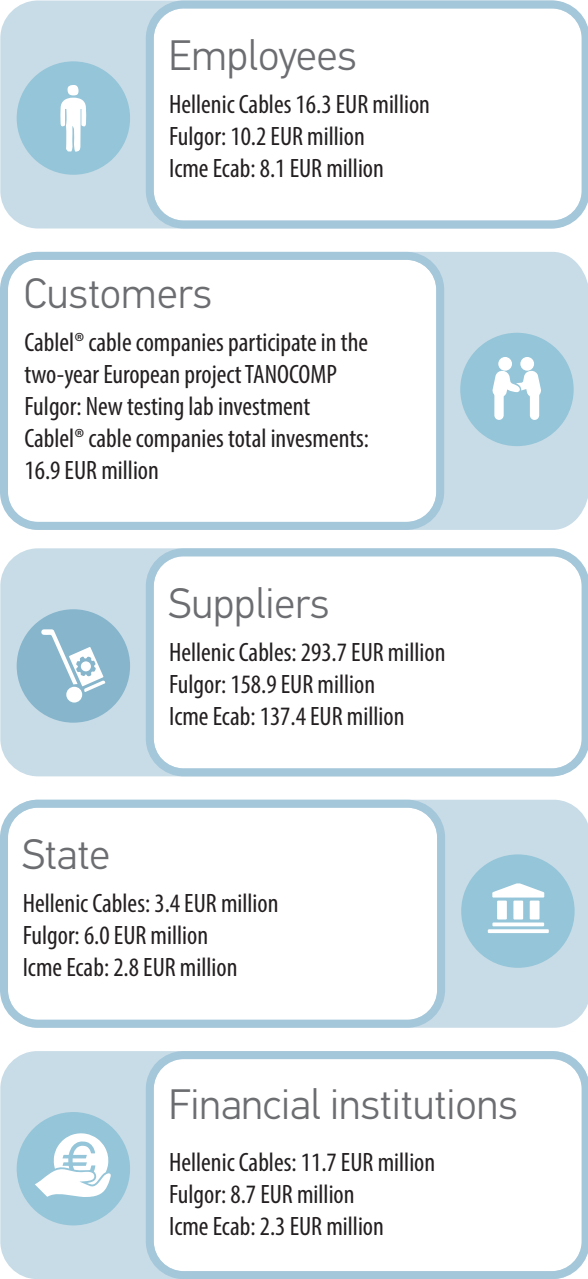 Employees
Hellenic Cables 16.3 EUR million
Fulgor: 10.2 EUR million
Icme Ecab: 8.1 EUR million
Customers
Cablel® cable companies participate in the
two-year European project TANOCOMP
Fulgor: New testing lab investment
Cablel® cable companies total invesments:
16.9 EUR million
Suppliers
Hellenic Cables: 293.7 EUR million
Fulgor: 158.9 EUR million
Icme Ecab: 137.4 EUR million
State
Hellenic Cables: 3.4 EUR million
Fulgor: 6.0 EUR million
Icme Ecab: 2.8 EUR million
Financial institutions
€
Hellenic Cables: 11.7 EUR million
Fulgor: 8.7 EUR million
Icme Ecab: 2.3 EUR million